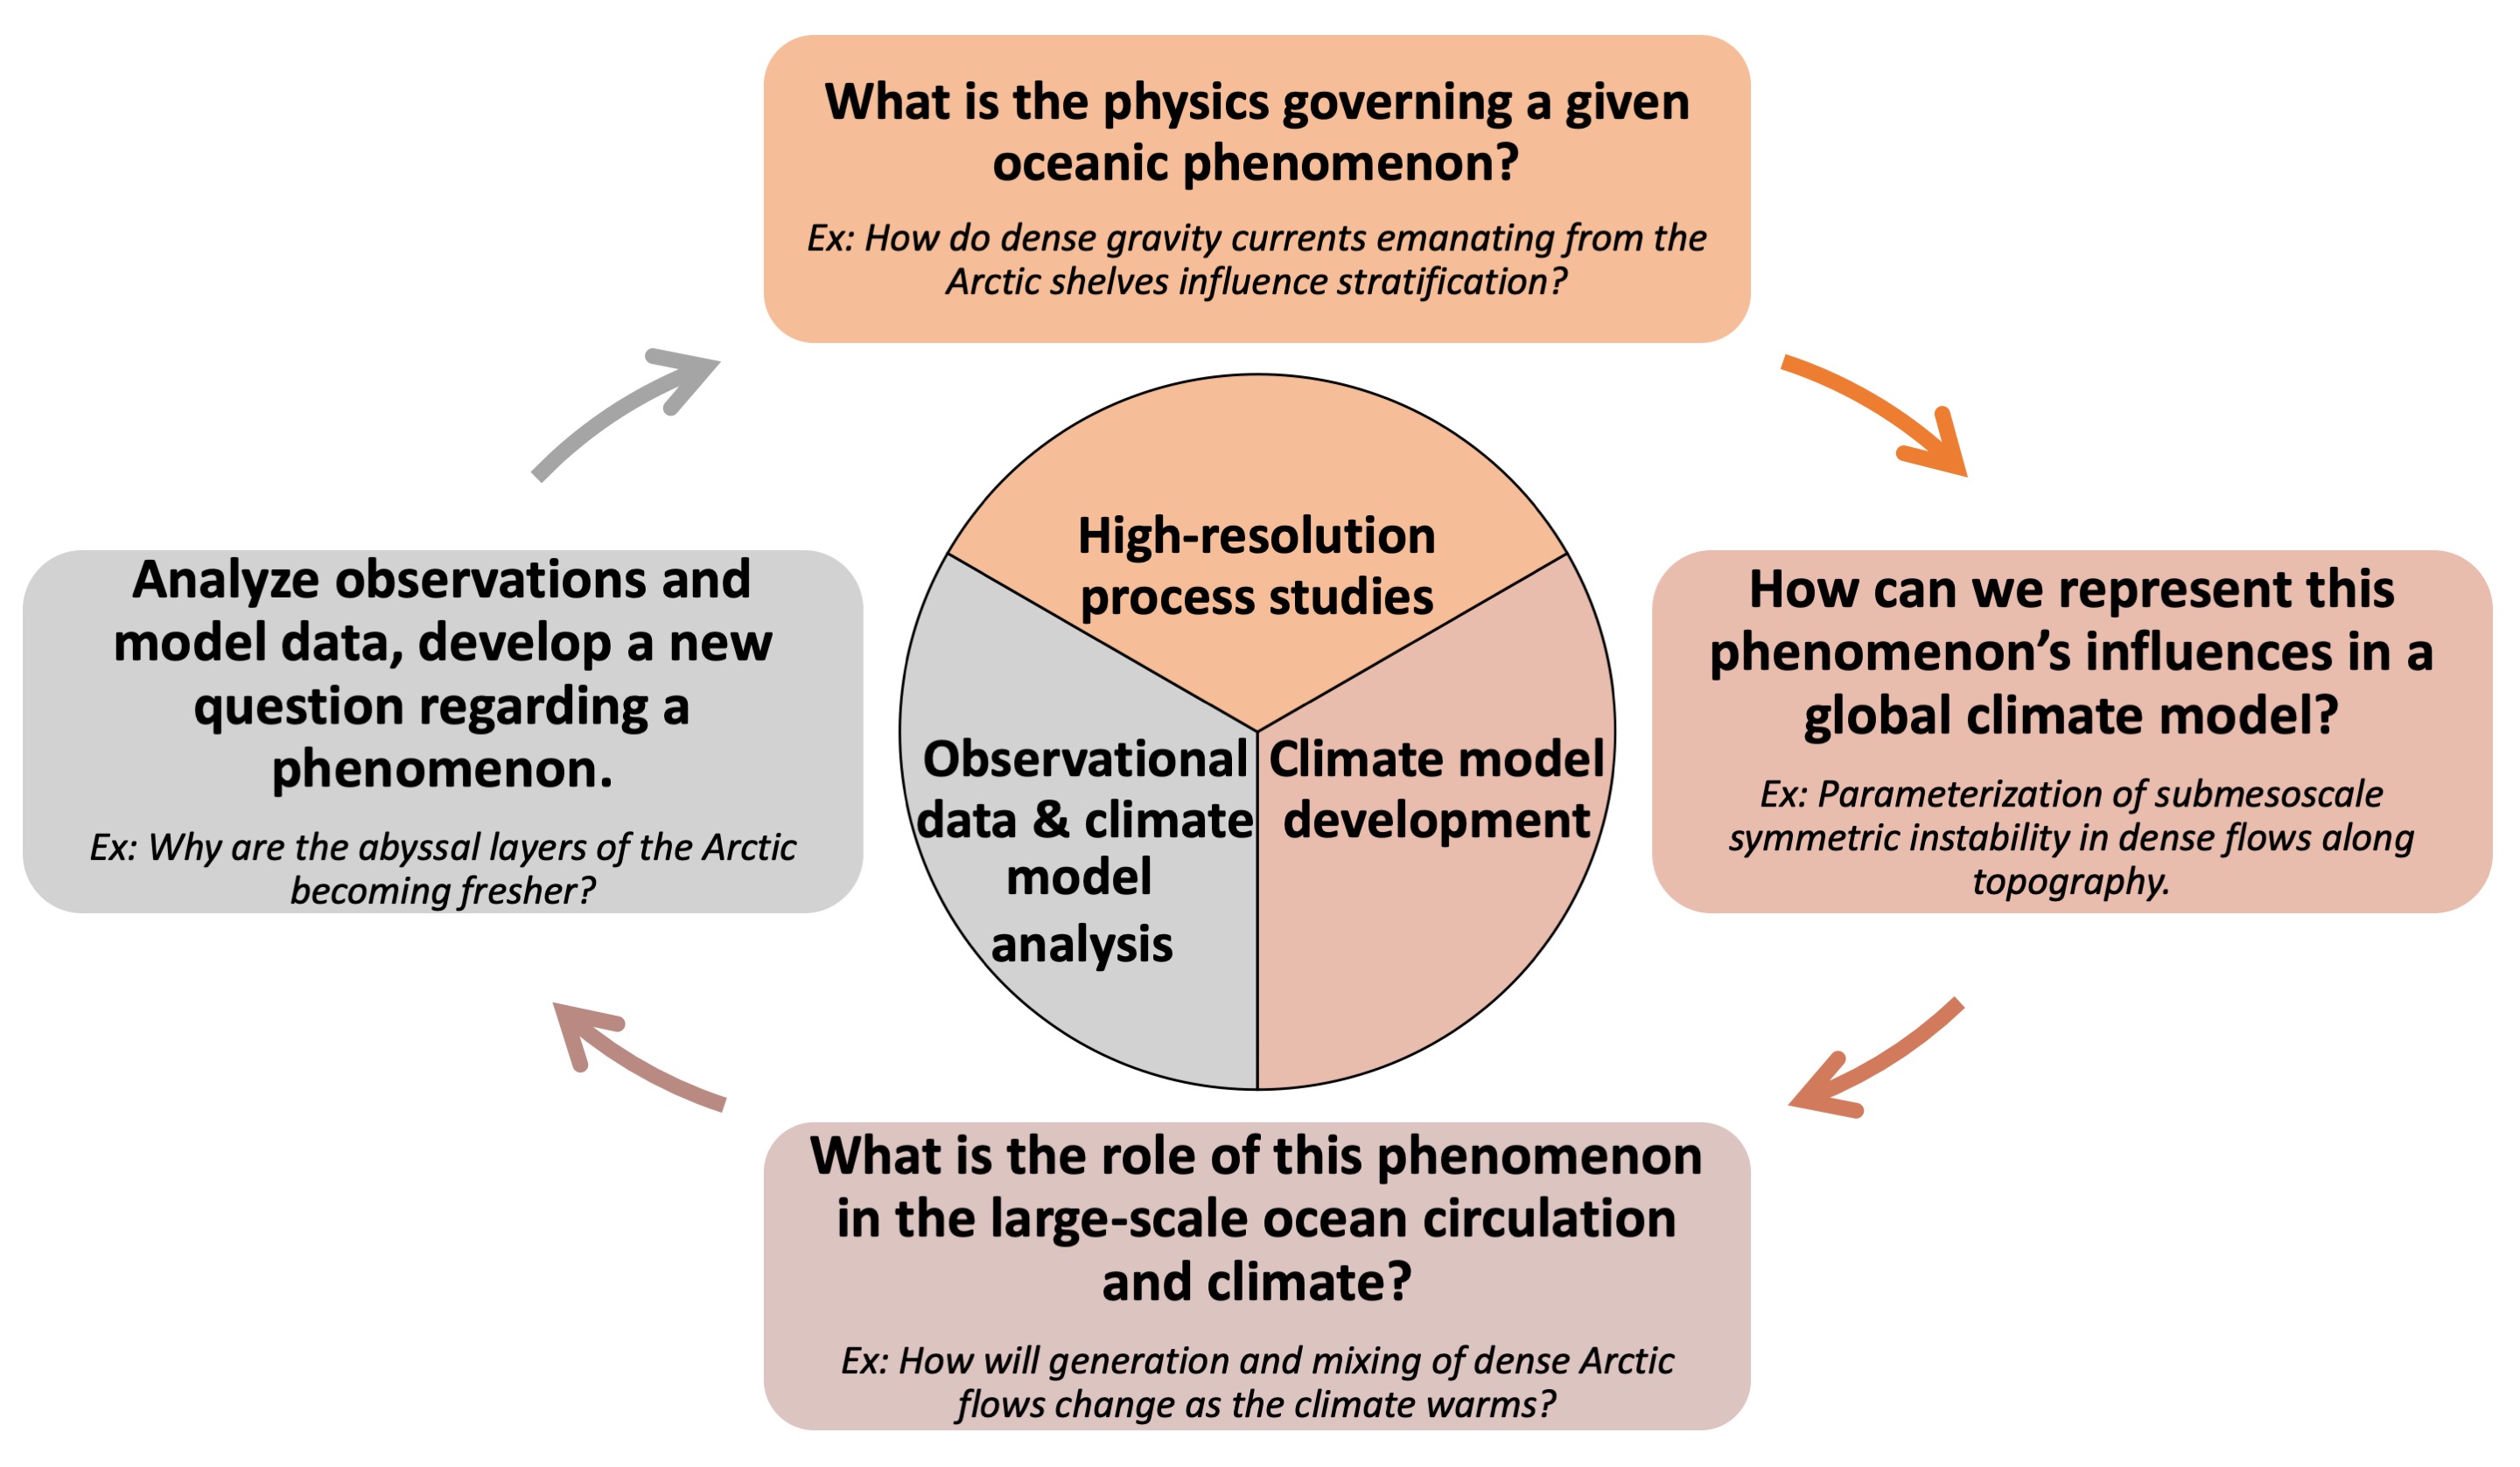 What is the physics governing a given
oceanic phenomenon?
Ex: How do dense gravity currents emanating from the
Arctic shelves influence stratification?
High-resolution
process studies
Analyze observations and
model data, develop a new
question regarding a
phenomenon.
Ex: Why are the abyssal layers of the Arctic
becoming fresher?
Observational
data & climate
model
analysis
Climate model
development
How can we represent this
phenomenon’s influences in a
global climate model?
Ex: Parameterization of submesoscale
symmetric instability in dense flows along
topography.
What is the role of this phenomenon
in the large-scale ocean circulation
and climate?
Ex: How will generation and mixing of dense Arctic
flows change as the climate warms?